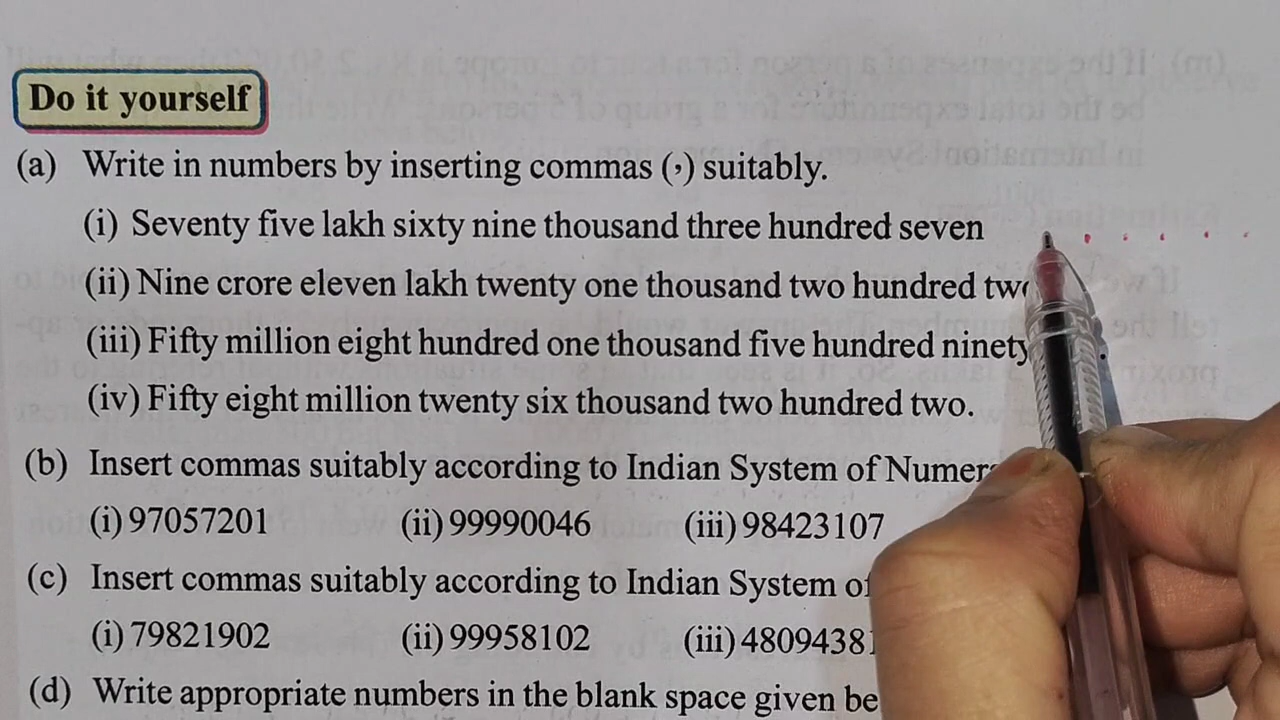 Do it yourself
(a) Write in numbers by inserting commas (,) suitably.
(i) Seventy five lakh sixty nine thousand three hundred seven
(ii) Nine crore eleven lakh twenty one thousand two hundred
(iii) Fifty million eight hundred one thousand five hundred ninety
(iv) Fifty eight million twenty six thousand two hundred two.
(b) Insert commas suitably according to Indian System of
(i) 97057201 (ii) 99990046 (iii) 98423107
(c) Insert commas suitably according to Indian System of
(i) 79821902 (ii) 99958102 (iii) 4809438
(d) Write appropriate numbers in the blank space given